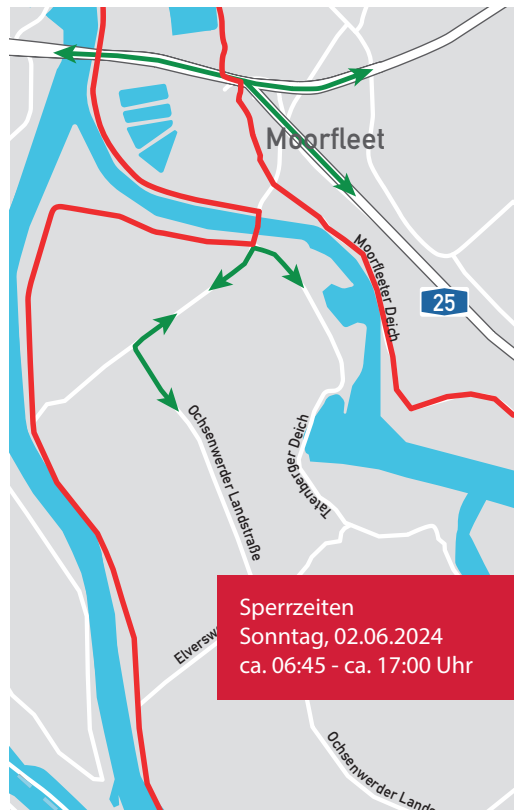 Moorfleet
Moorfleeter Deich
25
Ochsenwerder Landstraße
Tatenberger Deich
Sperrzeiten
Sonntag, 02.06.2024
ca. 06:45 - ca. 17:00 Uhr
Ochsenwerder